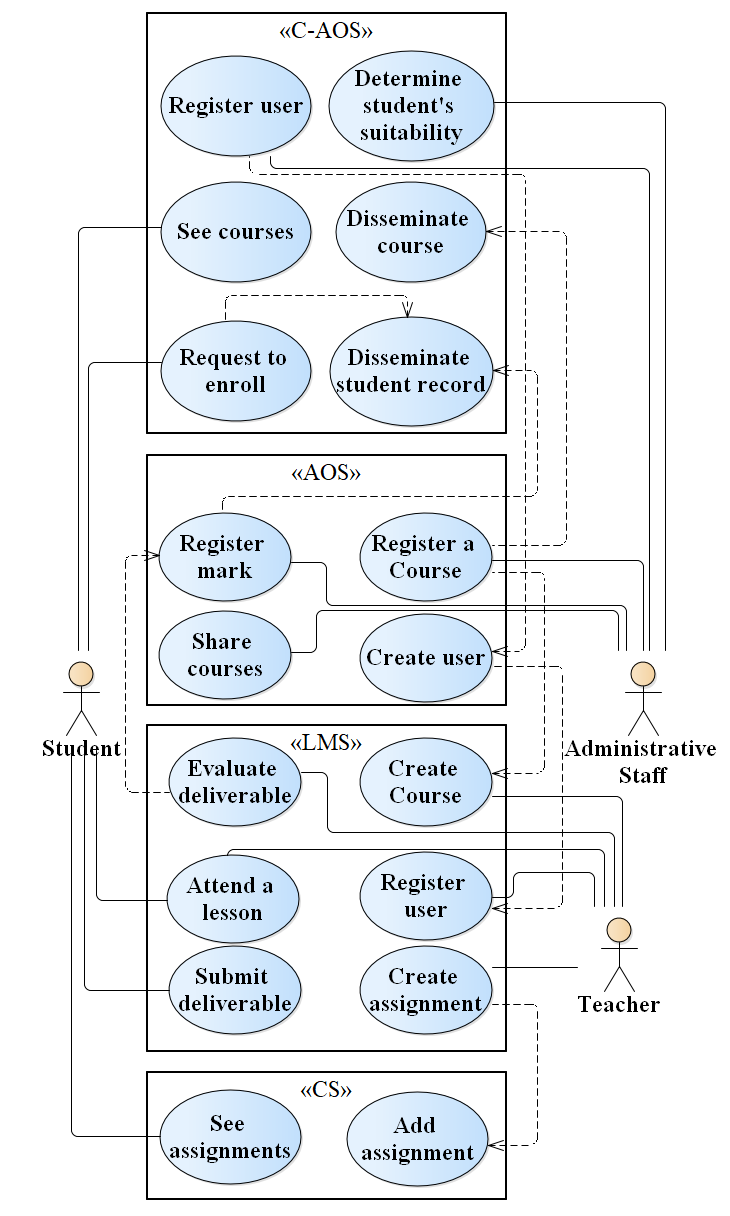 «C-AOS»
Register user
Determine
student's
suitability
See courses
Disseminate
course
Request to
enroll
Disseminate
student record
«AOS»
Register
mark
Register a
Course
Share
courses
Create user
Student
Administrative
Staff
«LMS»
Evaluate
deliverable
Create
Course
Attend a
lesson
Register
user
Submit
deliverable
Create
assignment
Teacher
«CS»
See
assignments
Add
assignment